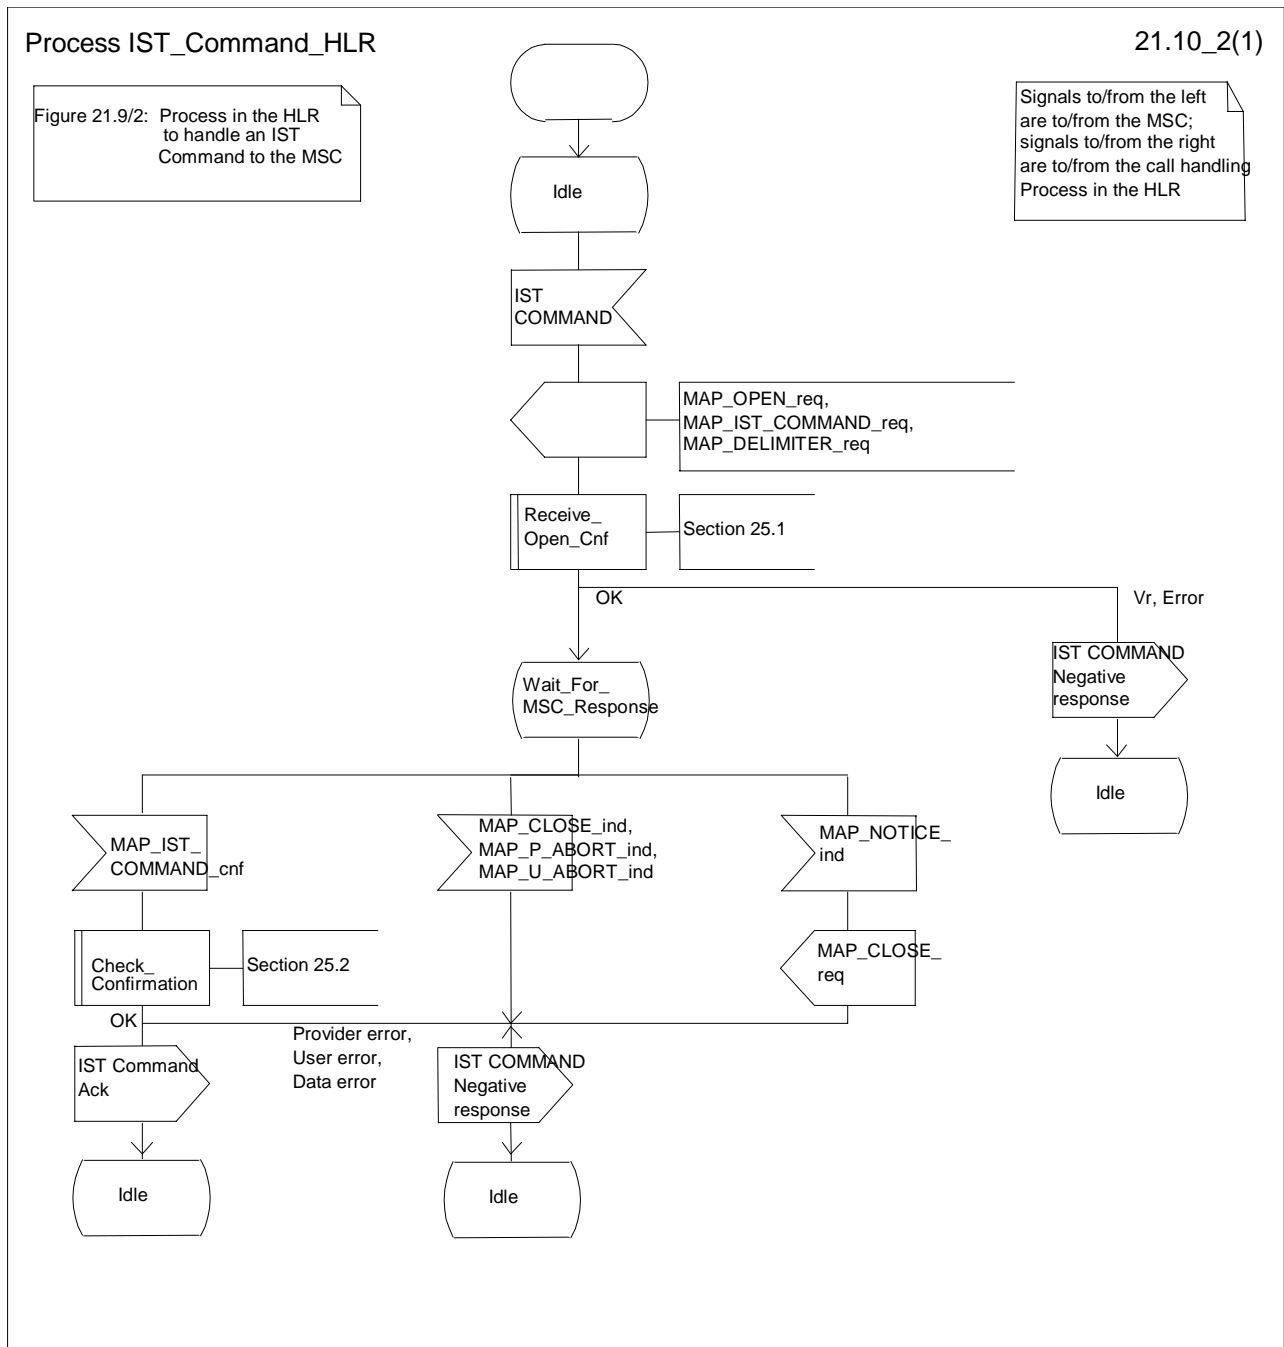 Process IST_Command_HLR
21.10_2(1)
Figure 21.9/2: Process in the HLR
to handle an IST
Command to the MSC
Signals to/from the left
are to/from the MSC;
signals to/from the right
are to/from the call handling
Process in the HLR
Idle
IST
COMMAND
MAP_OPEN_req,
MAP_IST_COMMAND_req,
MAP_DELIMITER_req
Receive_
Open_Cnf
Section 25.1
OK
Vr, Error
IST COMMAND
Negative
response
Wait_For_
MSC_Response
Idle
MAP_IST_
COMMAND_cnf
MAP_CLOSE_ind,
MAP_P_ABORT_ind,
MAP_U_ABORT_ind
MAP_NOTICE_
ind
Check_
Confirmation
Section 25.2
MAP_CLOSE_
req
OK
Provider error,
User error,
Data error
IST Command
Ack
IST COMMAND
Negative
response
Idle
Idle